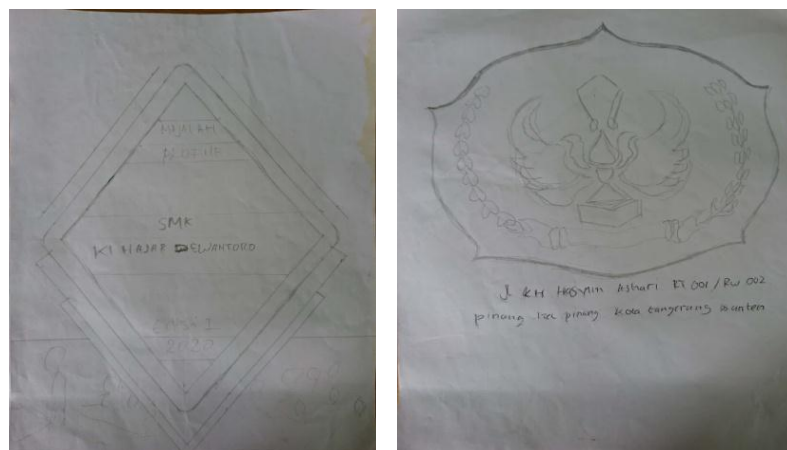 MAJALAH
PROFIL
SMK
KI HAJAR DEWANTORO
EDISI I
2020
Jl KH HASYIM Ashari Rt 001 / Rw 002
pinang kec pinang kota tangerang Banten